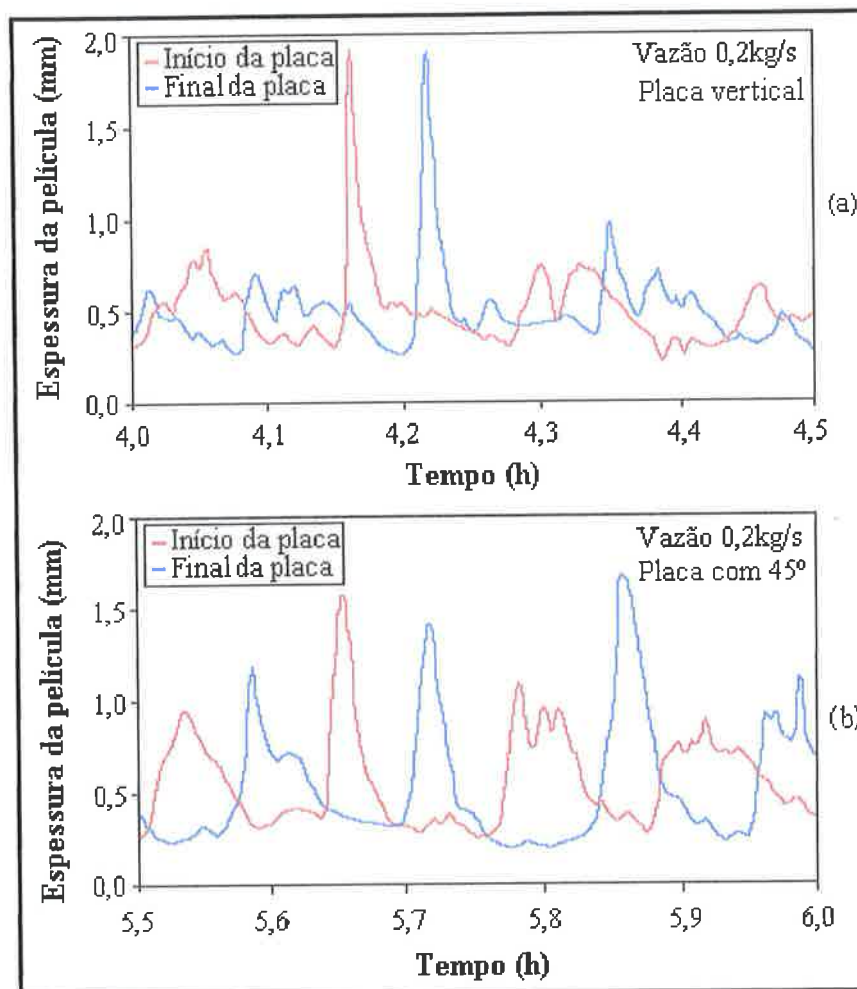 Espessura da película (mm)
2,0
1,5
1,0
0,5
0,0
Início da placa
Final da placa
Vazão 0,2kg/s
Placa vertical
(a)
4,0 4,1 4,2 4,3 4,4 4,5
Tempo (h)
Espessura da película (mm)
2,0
1,5
1,0
0,5
0,0
Início da placa
Final da placa
Vazão 0,2kg/s
Placa com 45º
(b)
5,5 5,6 5,7 5,8 5,9 6,0
Tempo (h)